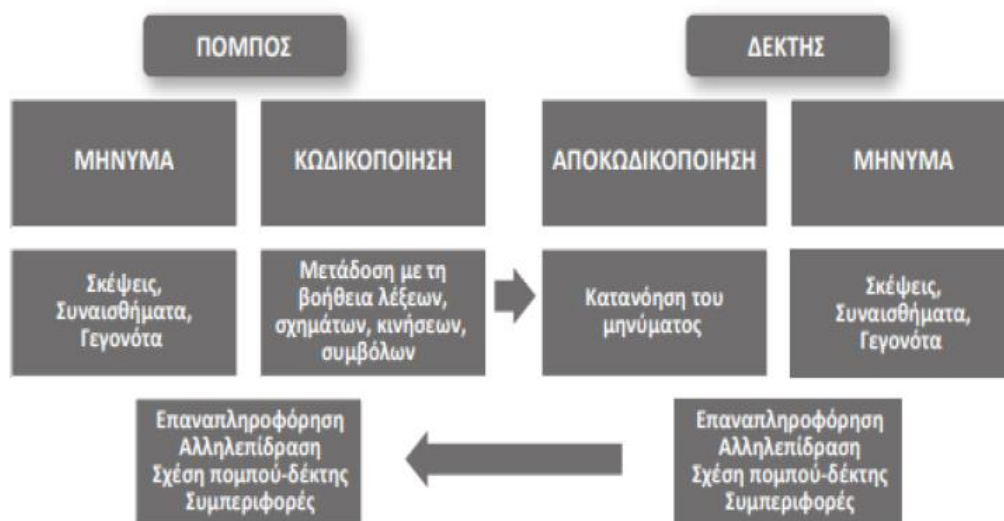 ΠΟΜΠΟΣ
ΔΕΚΤΗΣ
ΜΗΝΥΜΑ
ΚΩΔΙΚΟΠΟΙΗΣΗ
ΑΠΟΚΩΔΙΚΟΠΟΙΗΣΗ
ΜΗΝΥΜΑ
Σκέψεις,
Συναισθήματα,
Γεγονότα
Μετάδοση με τη
βοήθεια λέξεων,
σχημάτων, κινήσεων,
συμβόλων
Κατανόηση του
μηνύματος
Σκέψεις,
Συναισθήματα,
Γεγονότα
Επαναπληροφόρηση
Αλληλεπίδραση
Σχέση πομπού-δέκτης
Συμπεριφορές
Επαναπληροφόρηση
Αλληλεπίδραση
Σχέση πομπού-δέκτης
Συμπεριφορές